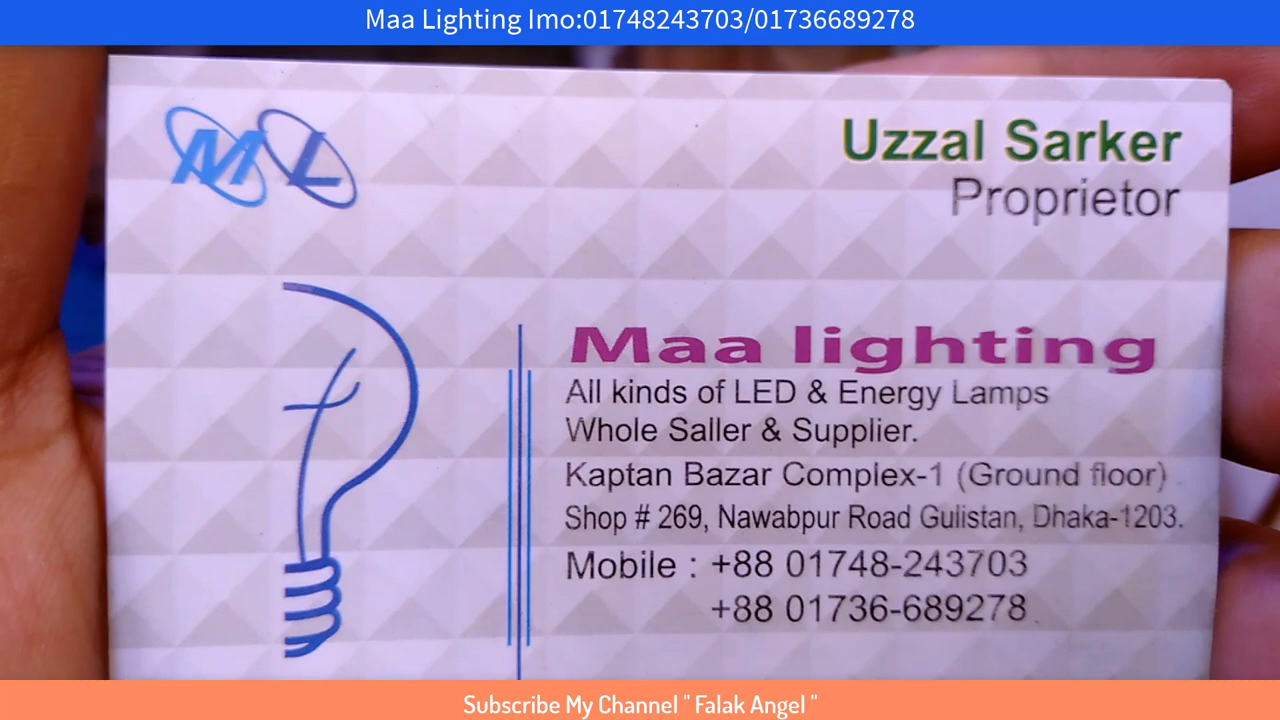 Maa Lighting Imo:01748243703/01736689278
ML
Uzzal Sarker
Proprietor
Maa lighting
All kinds of LED & Energy Lamps
Whole Saller & Supplier.
Kaptan Bazar Complex-1 (Ground floor)
Shop # 269, Nawabpur Road Gulistan, Dhaka-1203.
Mobile : +88 01748-243703
+88 01736-689278
Subscribe My Channel " Falak Angel "